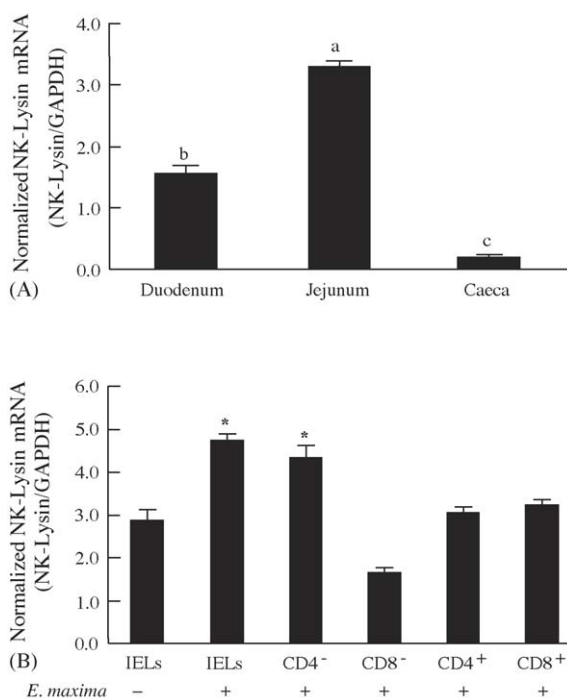 Normalized NK-Lysin mRNA
(NK-Lysin/GAPDH)
4.0
3.0
2.0
1.0
0.0
b
a
c
Duodenum Jejunum Caeca
(A)
Normalized NK-Lysin mRNA
(NK-Lysin/GAPDH)
6.0
5.0
4.0
3.0
2.0
1.0
0.0
* *
IELs IELs CD4⁻ CD8⁻ CD4⁺ CD8⁺
(B)
E. maxima − + + + + +